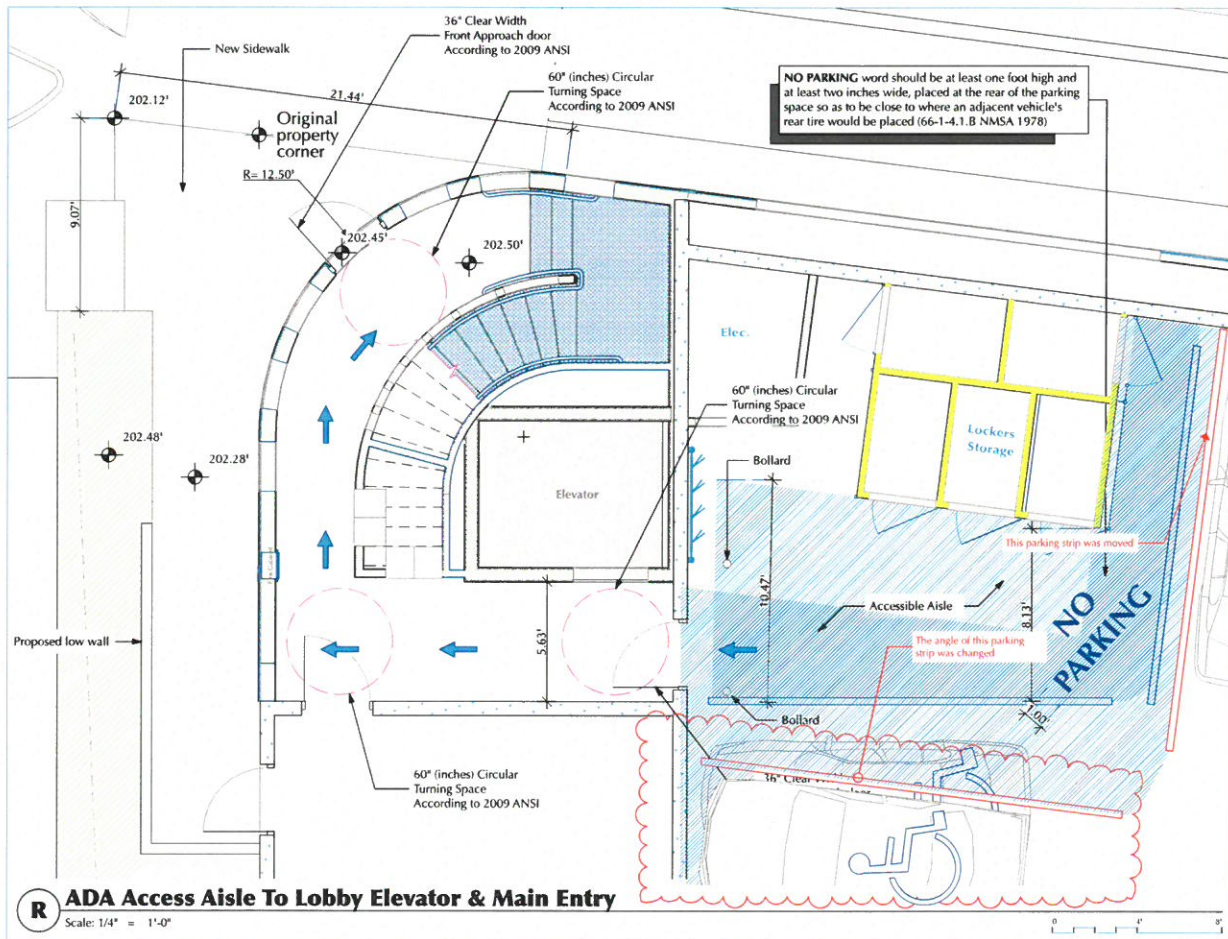 36" Clear Width
Front Approach door
According to 2009 ANSI
New Sidewalk
60" (inches) Circular
Turning Space
According to 2009 ANSI
NO PARKING word should be at least one foot high and
at least two inches wide, placed at the rear of the parking
space so as to be close to where an adjacent vehicle's
rear tire would be placed (66-1-4.1.B NMSA 1978)
202.12'
21.44'
Original
property
corner
R= 12.50'
9.07'
202.45'
202.50'
Elec.
60" (inches) Circular
Turning Space
According to 2009 ANSI
Lockers
Storage
202.48'
202.28'
Bollard
Elevator
This parking strip was moved
10.47'
Accessible Aisle
8.13'
NO
PARKING
Proposed low wall
5.63'
The angle of this parking
strip was changed
Bollard
1.00'
60" (inches) Circular
Turning Space
According to 2009 ANSI
36" Clear
R
ADA Access Aisle To Lobby Elevator & Main Entry
Scale: 1/4" = 1'-0"
0 4' 8'